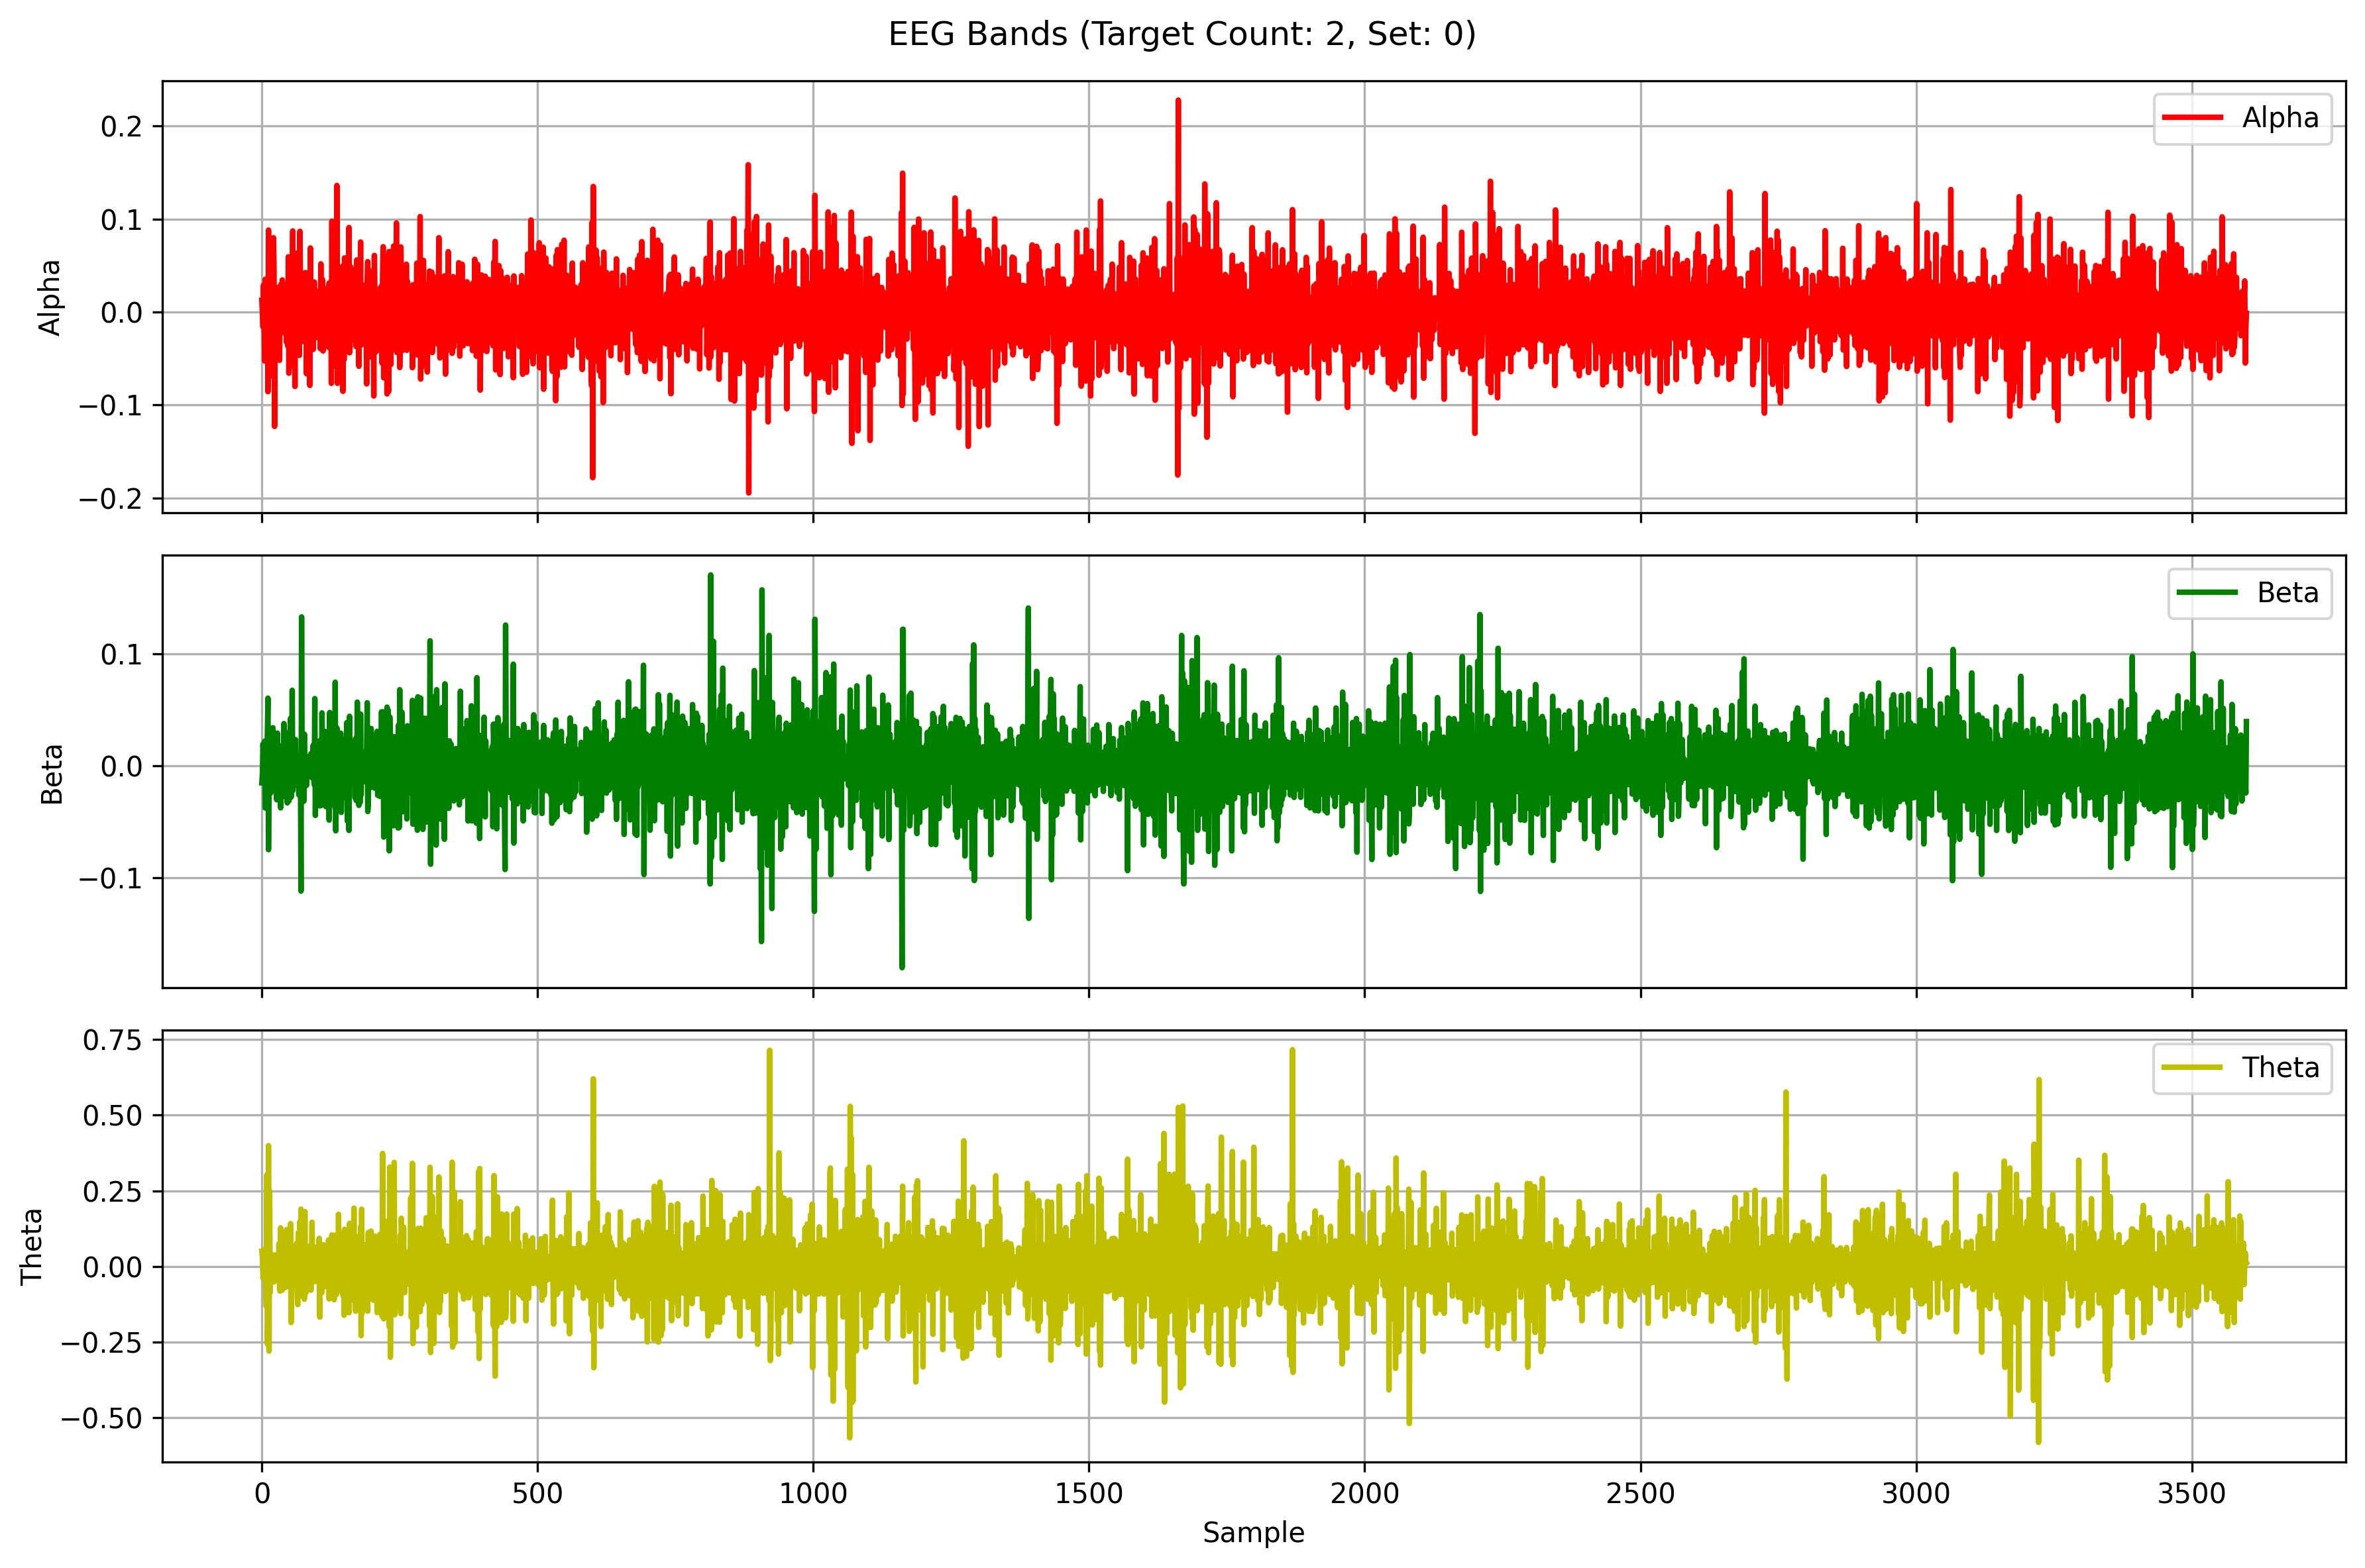 EEG Bands (Target Count: 2, Set: 0)
Alpha
0.2
0.1
0.0
−0.1
−0.2
Alpha
Beta
0.1
0.0
−0.1
Beta
Theta
0.75
0.50
0.25
0.00
−0.25
−0.50
Theta
0 500 1000 1500 2000 2500 3000 3500
Sample